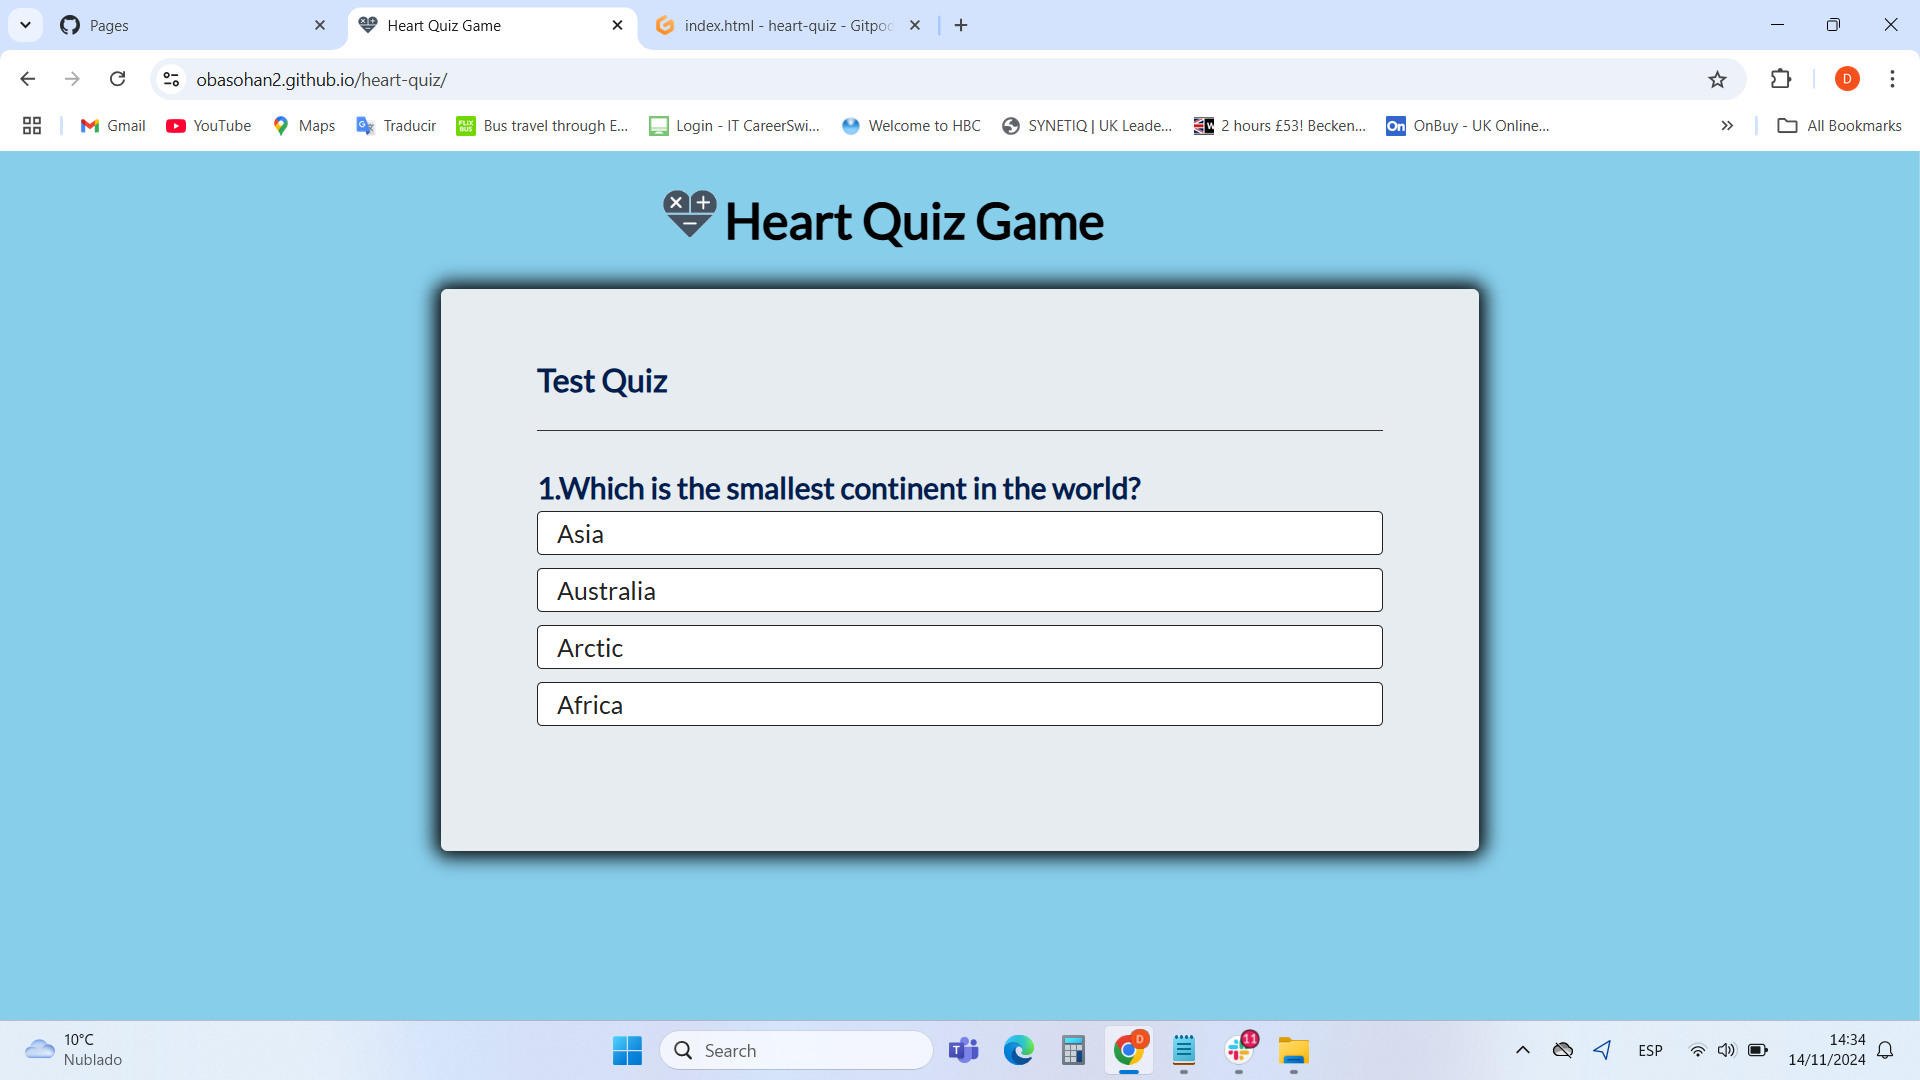 Pages
Heart Quiz Game
index.html - heart-quiz - Gitpod
obasohan2.github.io/heart-quiz/
D
Gmail
YouTube
Maps
Traducir
Bus travel through E...
Login - IT CareerSwi...
Welcome to HBC
SYNETIQ | UK Leade...
2 hours £53! Becken...
On OnBuy - UK Online...
All Bookmarks
Heart Quiz Game
Test Quiz
1.Which is the smallest continent in the world?
Asia
Australia
Arctic
Africa
10°C
Nublado
Search
D
11
ESP
14:34
14/11/2024